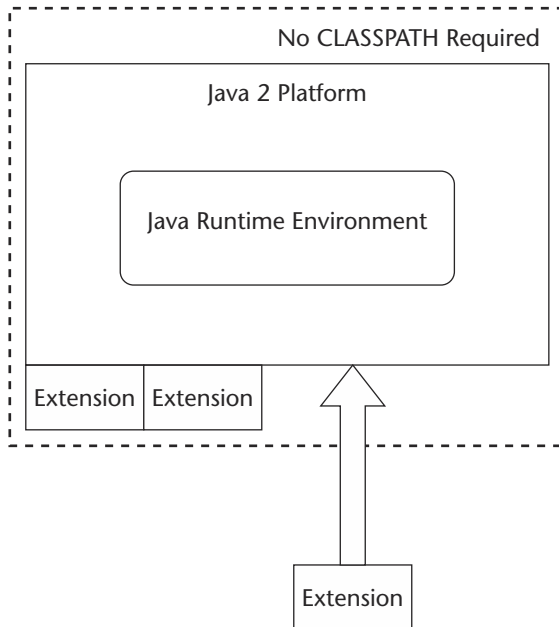 No CLASSPATH Required
Java 2 Platform
Java Runtime Environment
Extension
Extension
Extension